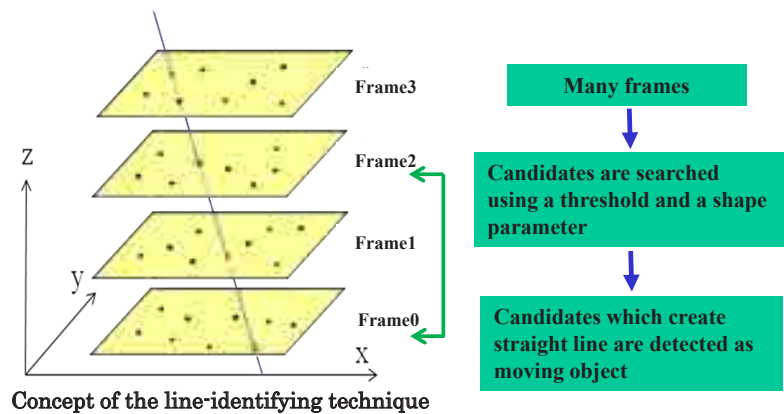 Frame3
Frame2
Frame1
Frame0
z
y
x
Concept of the line-identifying technique
Many frames
Candidates are searched
using a threshold and a shape
parameter
Candidates which create
straight line are detected as
moving object